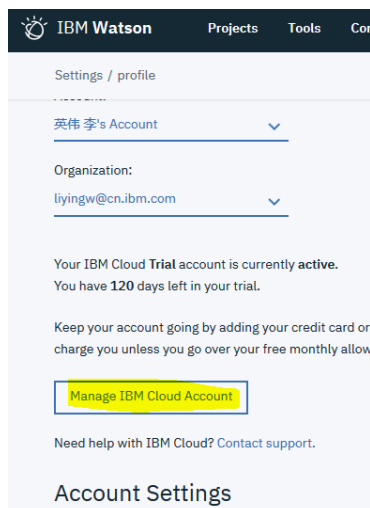 IBM Watson Projects Tools
Settings / profile
英伟 李's Account
Organization:
liyingw@cn.ibm.com
Your IBM Cloud Trial account is currently active.
You have 120 days left in your trial.
Keep your account going by adding your credit card or
charge you unless you go over your free monthly allow
Manage IBM Cloud Account
Need help with IBM Cloud? Contact support.
Account Settings